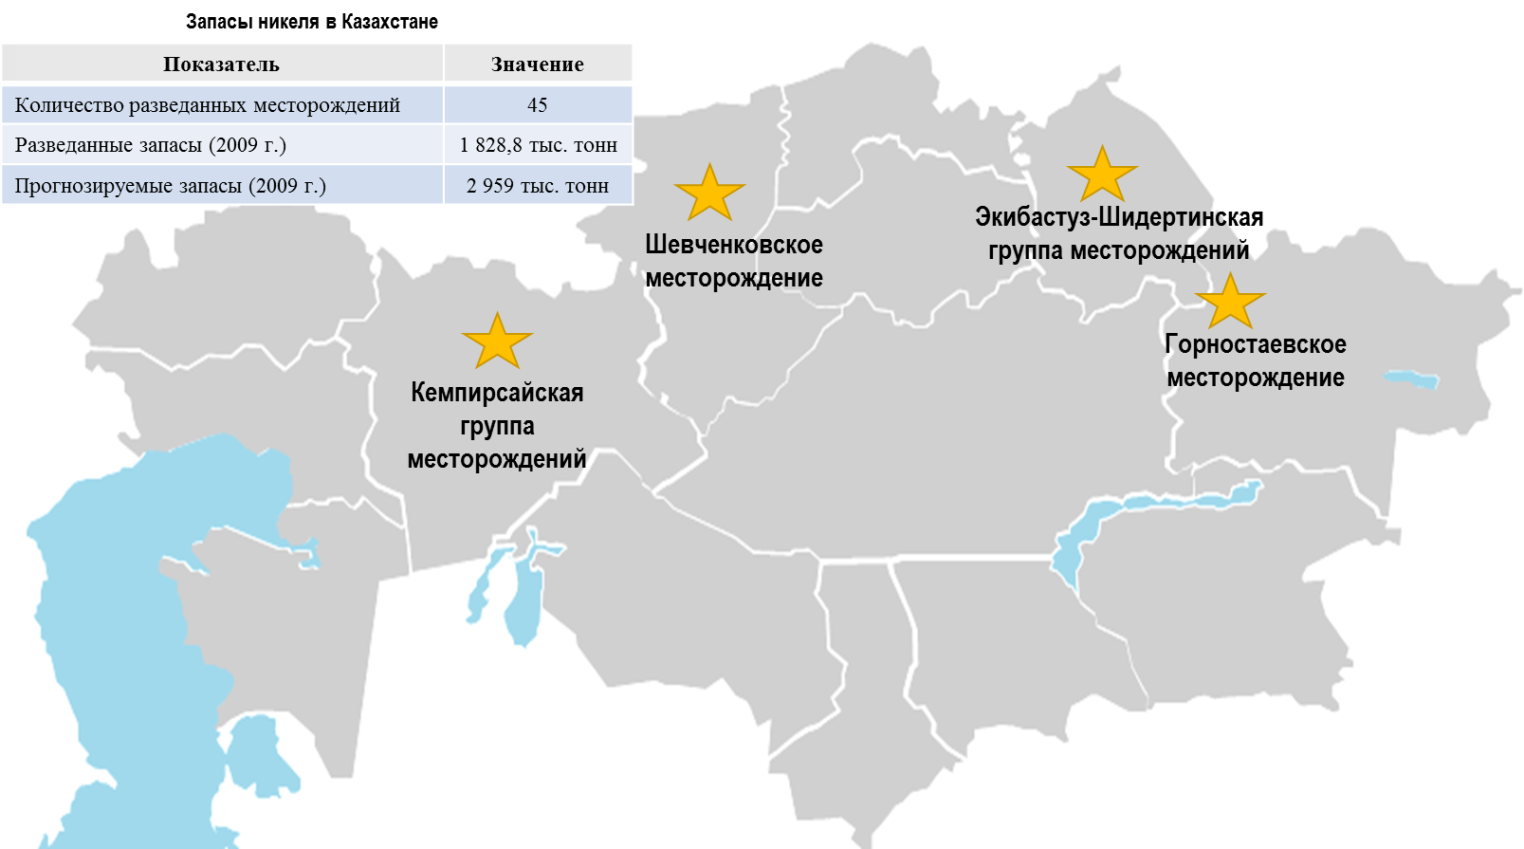 Запасы никеля в Казахстане
Показатель Значение
Количество разведанных месторождений 45
Разведанные запасы (2009 г.) 1 828,8 тыс. тонн
Прогнозируемые запасы (2009 г.) 2 959 тыс. тонн
Экибастуз-Шидертинская
группа месторождений
Шевченковское
месторождение
Горностаевское
месторождение
Кемпирсайская
группа
месторождений